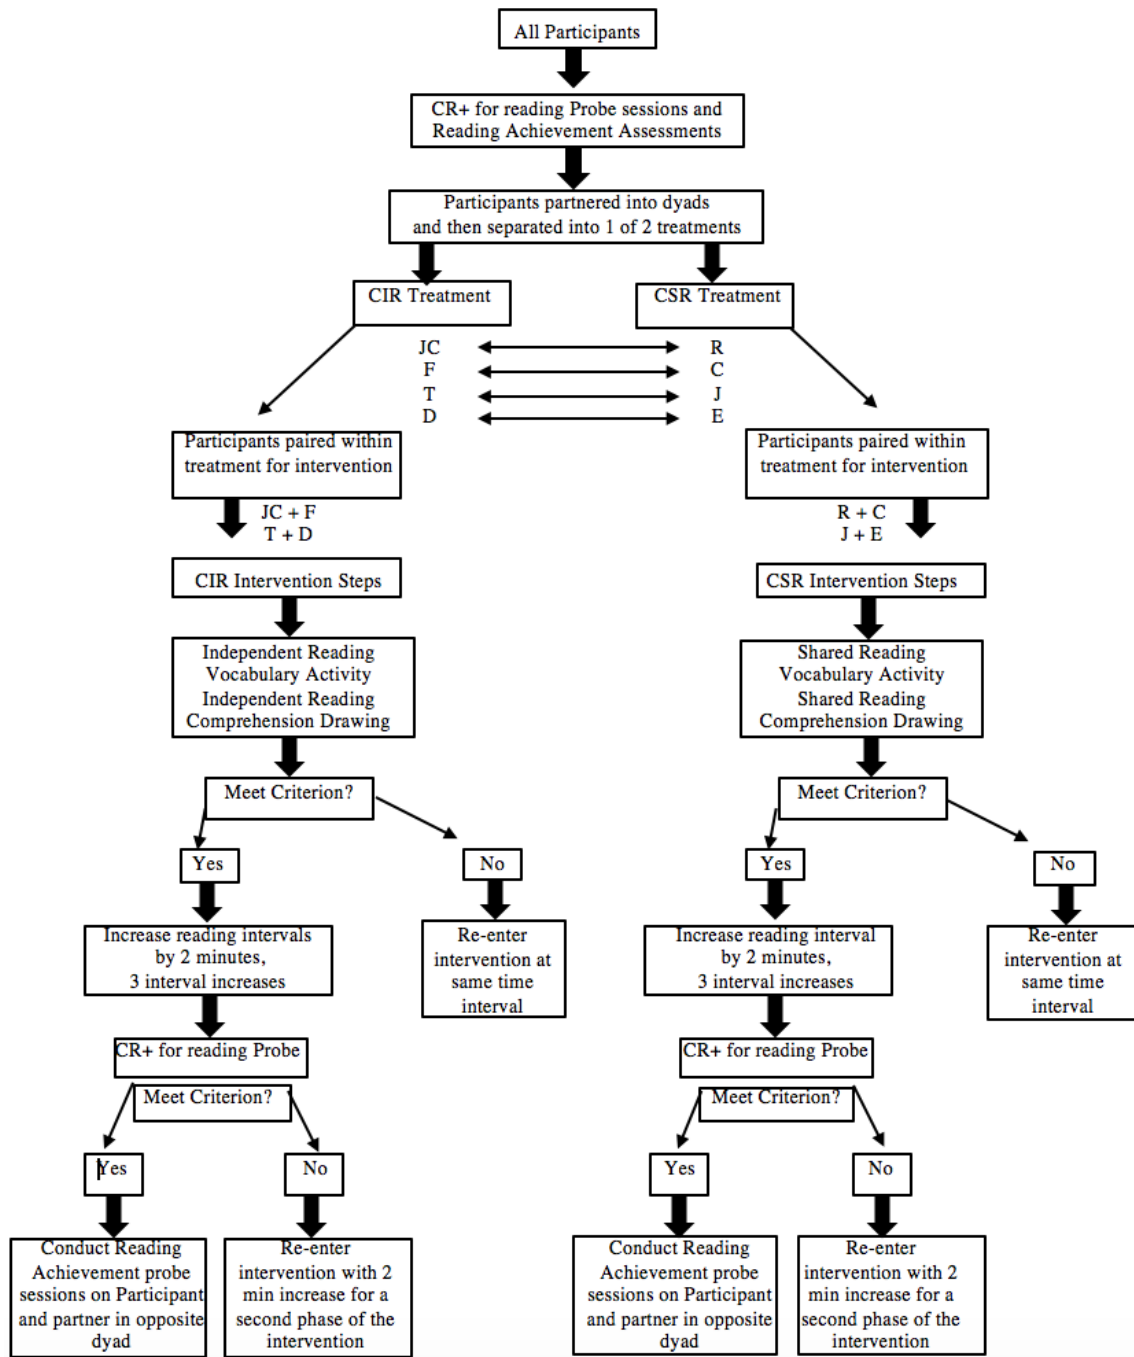 All Participants
CR+ for reading Probe sessions and
Reading Achievement Assessments
Participants partnered into dyads
and then separated into 1 of 2 treatments
CIR Treatment
CSR Treatment
JC R
F C
T J
D E
Participants paired within
treatment for intervention
Participants paired within
treatment for intervention
JC + F
T + D
R + C
J + E
CIR Intervention Steps
CSR Intervention Steps
Independent Reading
Vocabulary Activity
Independent Reading
Comprehension Drawing
Shared Reading
Vocabulary Activity
Shared Reading
Comprehension Drawing
Meet Criterion?
Meet Criterion?
Yes
No
Yes
No
Increase reading intervals
by 2 minutes,
3 interval increases
Re-enter
intervention at
same time
interval
Increase reading interval
by 2 minutes,
3 interval increases
Re-enter
intervention at
same time
interval
CR+ for reading Probe
CR+ for reading Probe
Meet Criterion?
Meet Criterion?
Yes
No
Yes
No
Conduct Reading
Achievement probe
sessions on Participant
and partner in opposite
dyad
Re-enter
intervention with 2
min increase for a
second phase of the
intervention
Conduct Reading
Achievement probe
sessions on Participant
and partner in opposite
dyad
Re-enter
intervention with 2
min increase for a
second phase of the
intervention